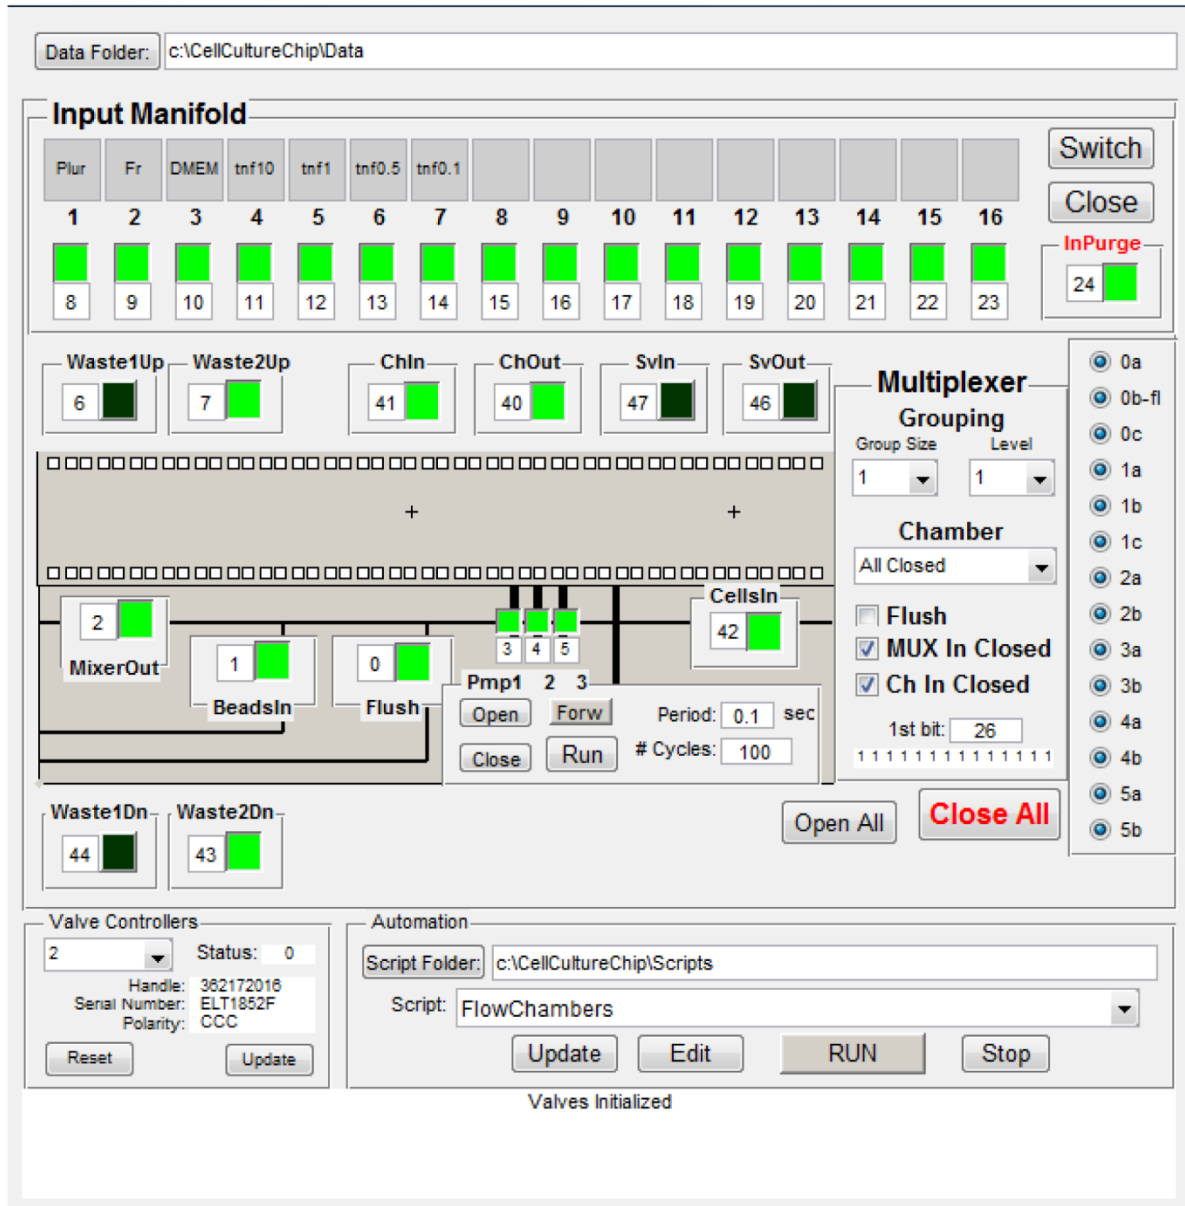 Data Folder: c:\CellCultureChip\Data
Input Manifold
Plur Fr DMEM tnf10 tnf1 tnf0.5 tnf0.1
Switch
1 2 3 4 5 6 7 8 9 10 11 12 13 14 15 16
Close
InPurge
24
8 9 10 11 12 13 14 15 16 17 18 19 20 21 22 23
Waste1Up Waste2Up ChIn ChOut SvIn SvOut
6 7 41 40 47 46
Multiplexer
Grouping
Group Size Level
1 1
Chamber
All Closed
Flush
MUX In Closed
Ch In Closed
1st bit: 26
1 1 1 1 1 1 1 1 1 1 1 1 1 1
0a
0b-fl
0c
1a
1b
1c
2a
2b
3a
3b
4a
4b
5a
5b
+ +
CellsIn
42
2
MixerOut
1
BeadsIn
0
Flush
3 4 5
Pmp1 2 3
Open Forw Period: 0.1 sec
Close Run # Cycles: 100
Waste1Dn Waste2Dn
44 43
Open All Close All
Valve Controllers
2 Status: 0
Handle: 362172016
Serial Number: ELT1852F
Polarity: CCC
Reset Update
Automation
Script Folder: c:\CellCultureChip\Scripts
Script: FlowChambers
Update Edit RUN Stop
Valves Initialized